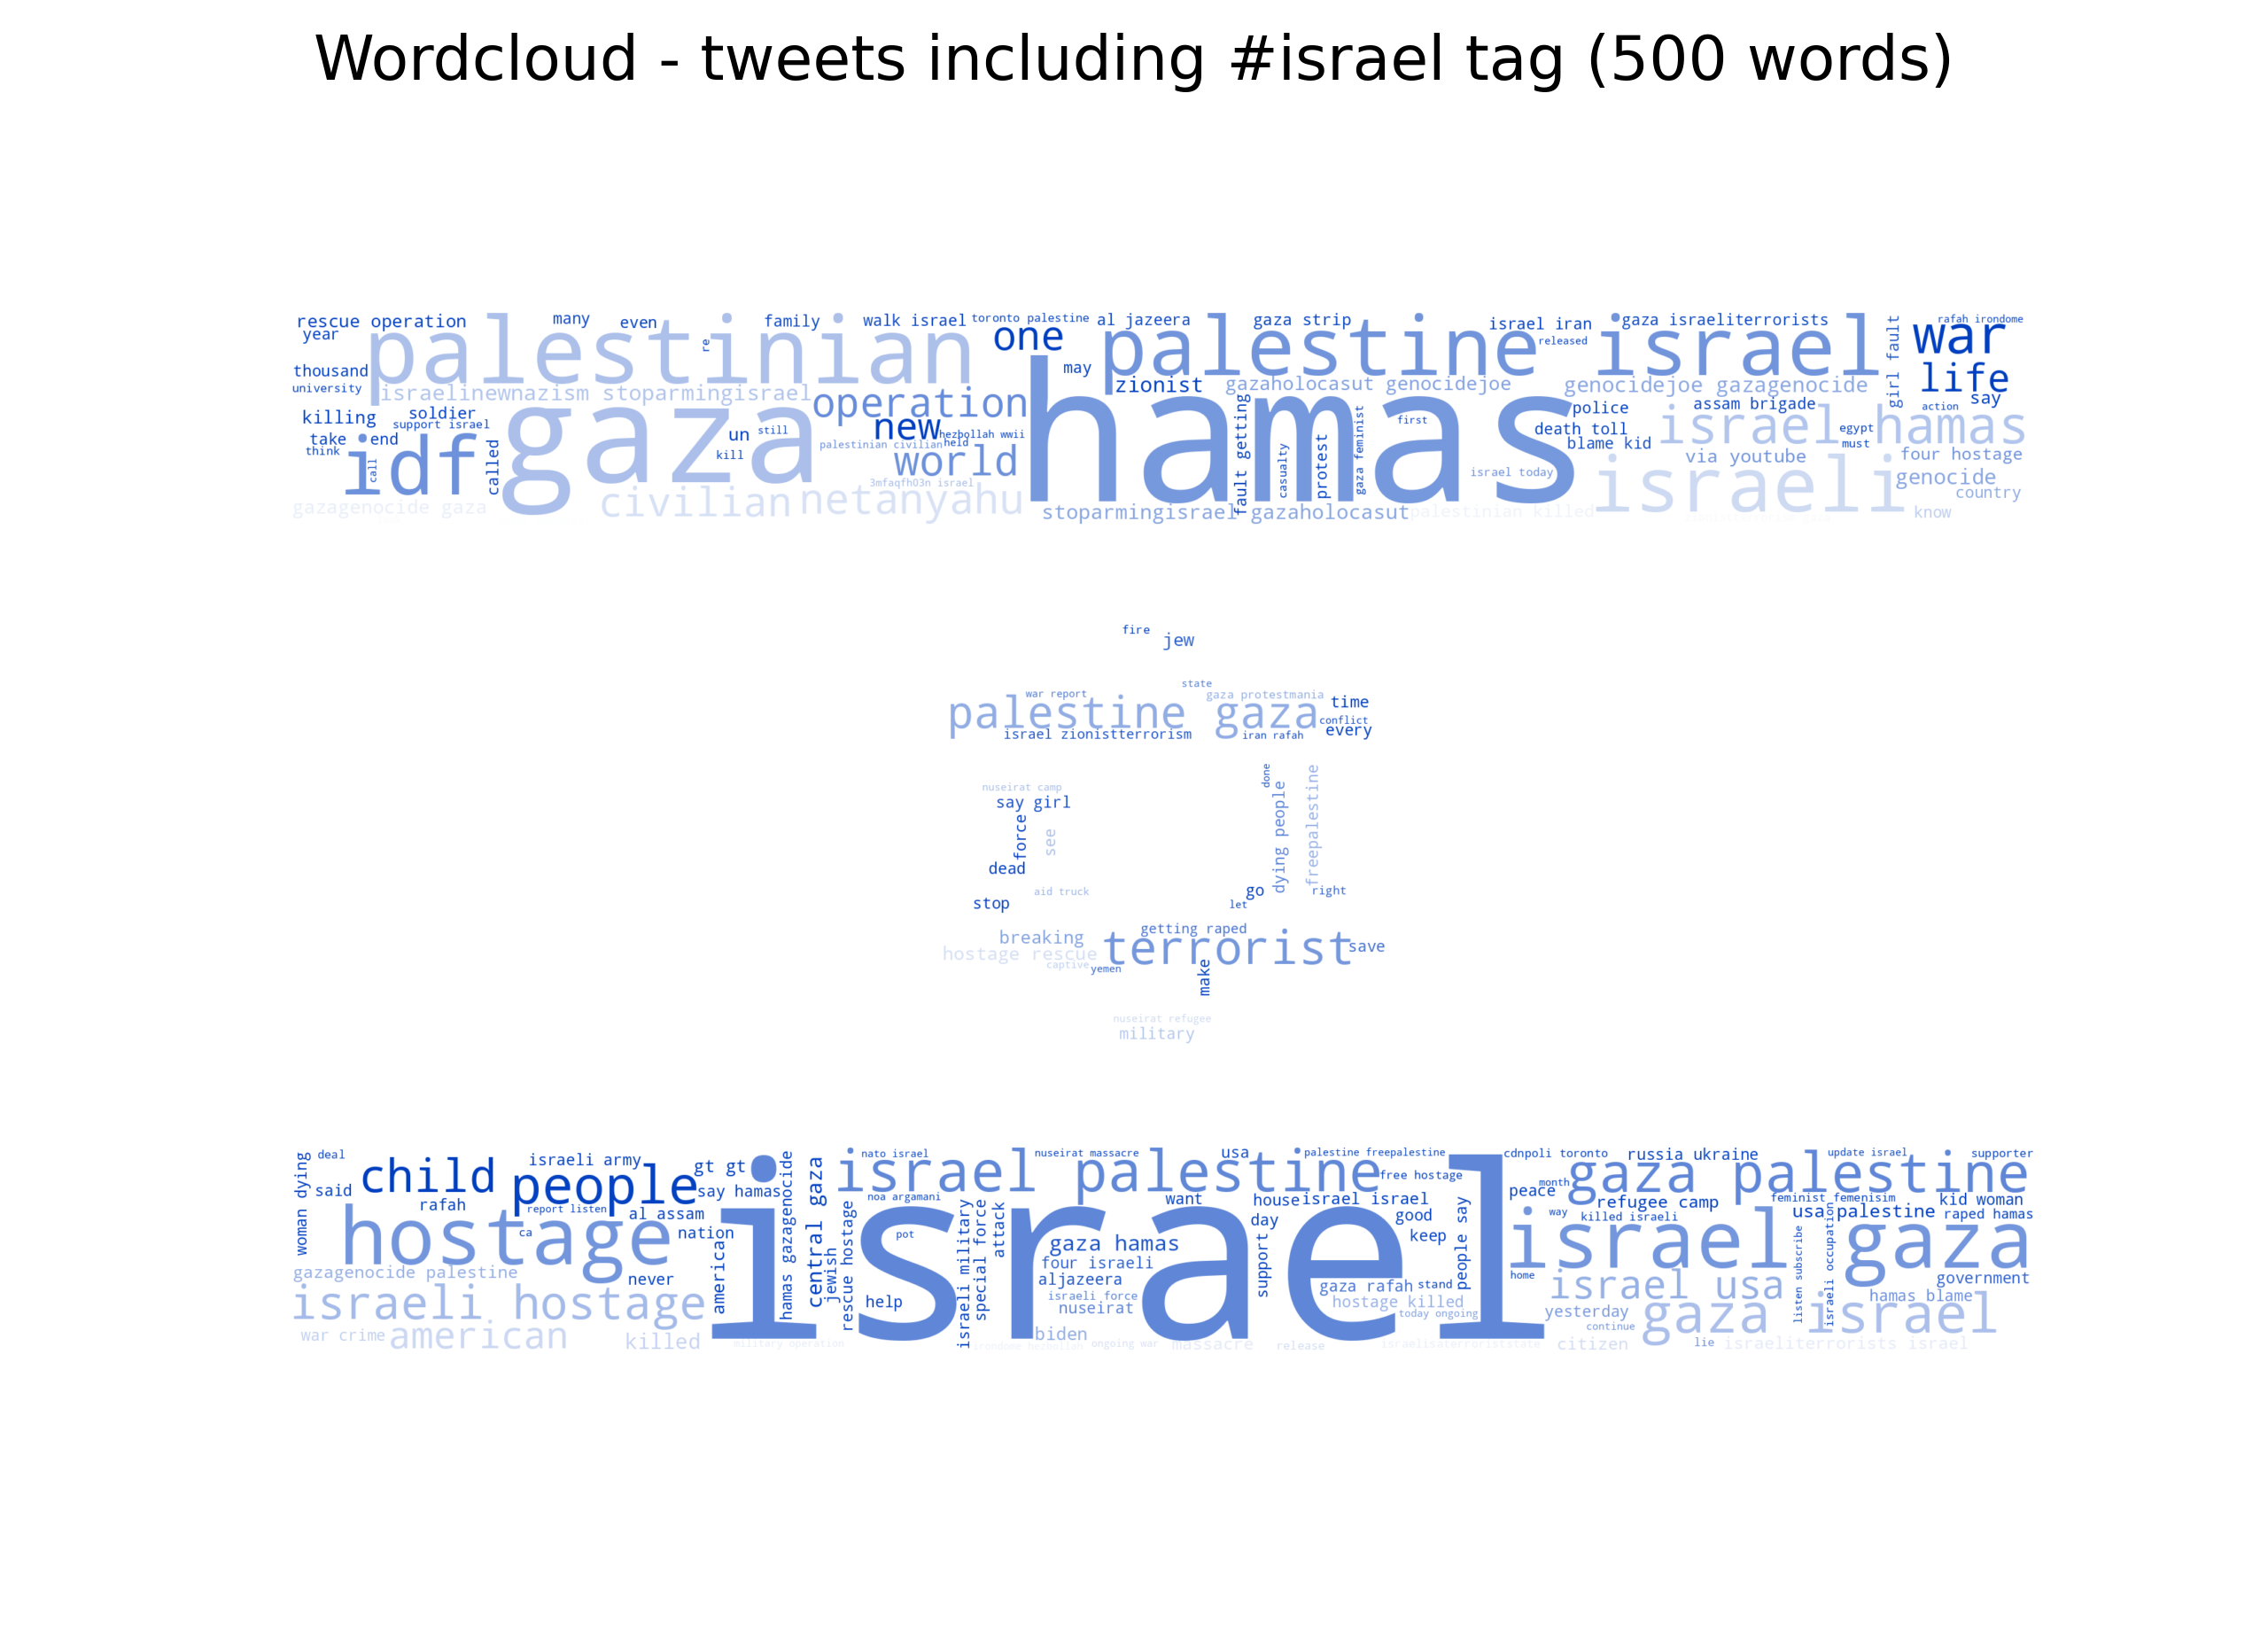 Wordcloud - tweets including #israel tag (500 words)
rescue operation
many
even
family
walk israel
toronto palestine
al jazeera
gaza strip
israel iran
gaza israeliterrorists
rafah irondome
year
palestinian
re
one
palestine
released
israel
girl fault
war
thousand
may
university
israelinewnazism stoparmingisrael
zionist
gazaholocasut genocidejoe
genocidejoe gazagenocide
life
say
killing
soldier
support israel
operation
hamas
first
police
assam brigade
action
take
end
think
call
idf
called
gaza
un
still
kill
new
hezbollah wwii
palestinian civilian
held
world
fault getting
casualty
protest
gaza feminist
death toll
blame kid
israel hamas
egypt
must
via youtube
four hostage
israel today
3mfaqfh03n israel
israeli
genocide
country
gazagenocide gaza
civilian
netanyahu
stoparmingisrael gazaholocasut
palestinian killed
know
fire
jew
state
war report
gaza protestmania
time
palestine gaza
conflict
every
israel zionistterrorism
iran rafah
nuseirat camp
say girl
force
see
dead
done
dying people
freepalestine
aid truck
stop
go
right
let
getting raped
breaking
terrorist
save
hostage rescue
captive
yemen
make
nuseirat refugee
military
woman dying
deal
child
israeli army
people
gt gt
nato israel
nuseirat massacre
usa
palestine freepalestine
cdnpoli toronto
russia ukraine
update israel
supporter
said
say hamas
hamas gazagenocide
central gaza
israel palestine
free hostage
month
peace
gaza palestine
rafah
report listen
al assam
noa argamani
want
house
israel israel
refugee camp
feminist femenisim
kid woman
hostage
ca
nation
rescue hostage
israeli military
special force
attack
day
good
people say
way
killed israeli
usa palestine
raped hamas
pot
israel
gaza hamas
support
keep
israel
listen subscribe
israeli occupation
gaza
gazagenocide palestine
never
america
jewish
four israeli
aljazeera
gaza rafah
stand
home
israel usa
government
israeli hostage
help
israeli force
nuseirat
hostage killed
today ongoing
yesterday
hamas blame
continue
gaza israel
war crime
american
killed
military operation
biden
irondome hezbollah
ongoing war
massacre
release
israelisaterroriststate
citizen
lie
israeliterrorists israel